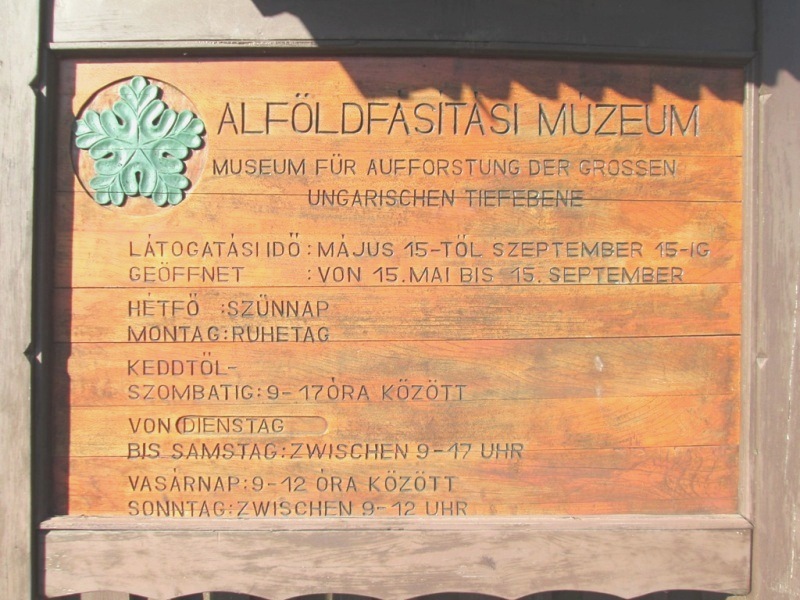 ALFÖLDFÁSÍTÁSI MÚZEUM
MUSEUM FÜR AUFFORSTUNG DER GROSSEN
UNGARISCHEN TIEFEBENE
LÁTOGATÁSI IDŐ: MÁJUS 15-TŐL SZEPTEMBER 15-IG
GEÖFFNET : VON 15. MAI BIS 15. SEPTEMBER
HÉTFŐ : SZÜNNAP
MONTAG: RUHETAG
KEDDTŐL-
SZOMBATIG: 9-17 ÓRA KÖZÖTT
VON DIENSTAG
BIS SAMSTAG: ZWISCHEN 9-17 UHR
VASÁRNAP: 9-12 ÓRA KÖZÖTT
SONNTAG: ZWISCHEN 9-12 UHR